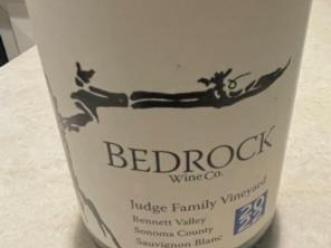 BEDROCK
Wine Co.
Judge Family Vineyard
Bennett Valley
Sonoma County
Sauvignon Blanc